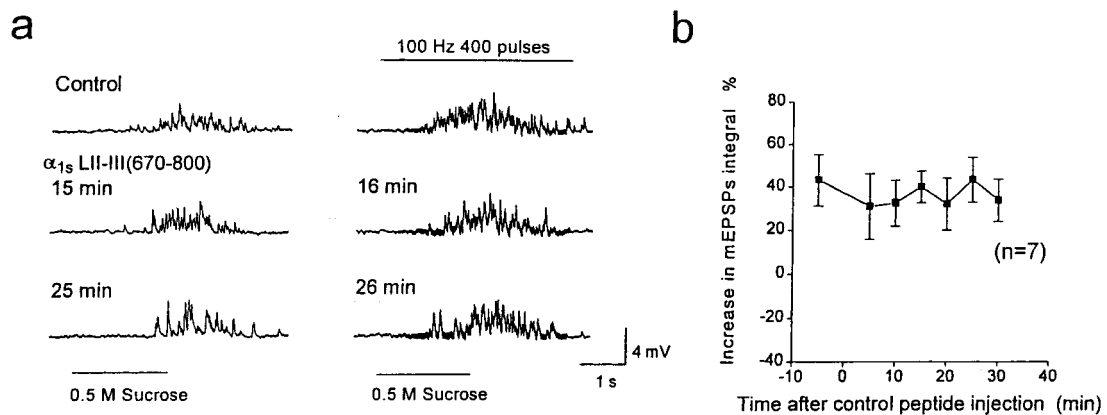 a
100 Hz 400 pulses
Control
α1s LII-III(670-800)
15 min
16 min
25 min
26 min
4 mV
1 s
0.5 M Sucrose
0.5 M Sucrose
b
Increase in mEPSPs integral %
80
60
40
20
0
-20
-40
-10
0
10
20
30
40
(n=7)
Time after control peptide injection (min)